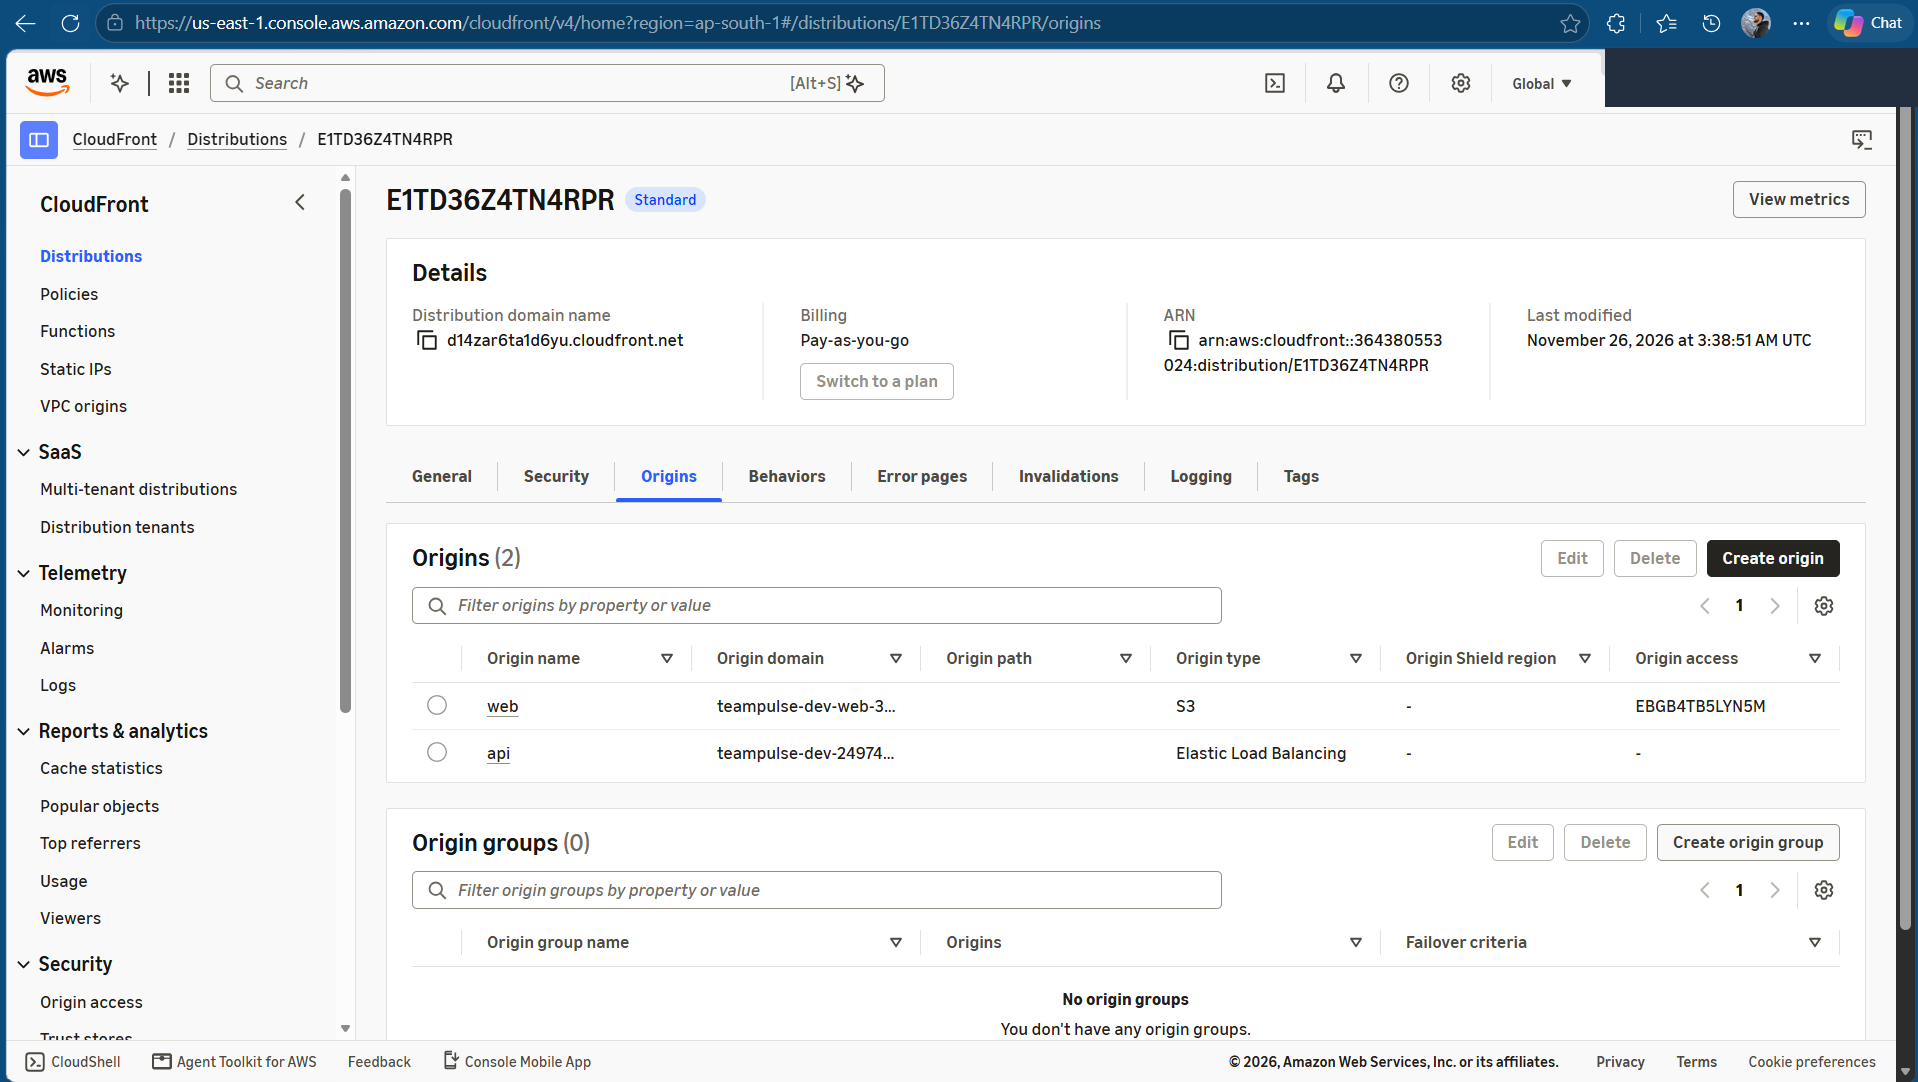 https://us-east-1.console.aws.amazon.com/cloudfront/v4/home?region=ap-south-1#/distributions/E1TD36Z4TN4RPR/origins
Chat
aws
Search
[Alt+S]
Global
CloudFront / Distributions / E1TD36Z4TN4RPR
CloudFront
Distributions
Policies
Functions
Static IPs
VPC origins
SaaS
Multi-tenant distributions
Distribution tenants
Telemetry
Monitoring
Alarms
Logs
Reports & analytics
Cache statistics
Popular objects
Top referrers
Usage
Viewers
Security
Origin access
Trust stores
E1TD36Z4TN4RPR
Standard
View metrics
Details
Distribution domain name
d14zar6ta1d6yu.cloudfront.net
Billing
Pay-as-you-go
Switch to a plan
ARN
arn:aws:cloudfront::364380553
024:distribution/E1TD36Z4TN4RPR
Last modified
November 26, 2026 at 3:38:51 AM UTC
General
Security
Origins
Behaviors
Error pages
Invalidations
Logging
Tags
Origins (2)
Edit
Delete
Create origin
Filter origins by property or value
1
Origin name
Origin domain
Origin path
Origin type
Origin Shield region
Origin access
web teampulse-dev-web-3... S3 - EBGB4TB5LYN5M
api teampulse-dev-24974... Elastic Load Balancing - -
Origin groups (0)
Edit
Delete
Create origin group
Filter origin groups by property or value
1
Origin group name
Origins
Failover criteria
No origin groups
You don't have any origin groups.
CloudShell
Agent Toolkit for AWS
Feedback
Console Mobile App
© 2026, Amazon Web Services, Inc. or its affiliates.
Privacy
Terms
Cookie preferences